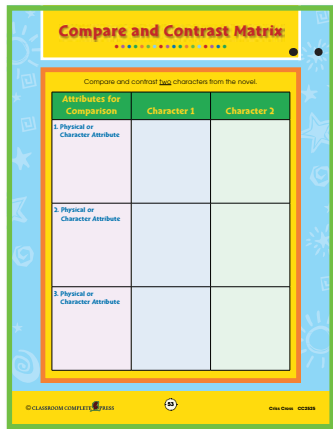 Compare and Contrast Matrix
Compare and contrast two characters from the novel.
Attributes for
Comparison
Character 1
Character 2
1. Physical or
Character Attribute
2. Physical or
Character Attribute
3. Physical or
Character Attribute
© CLASSROOM COMPLETE PRESS
53
Criss Cross CC2525